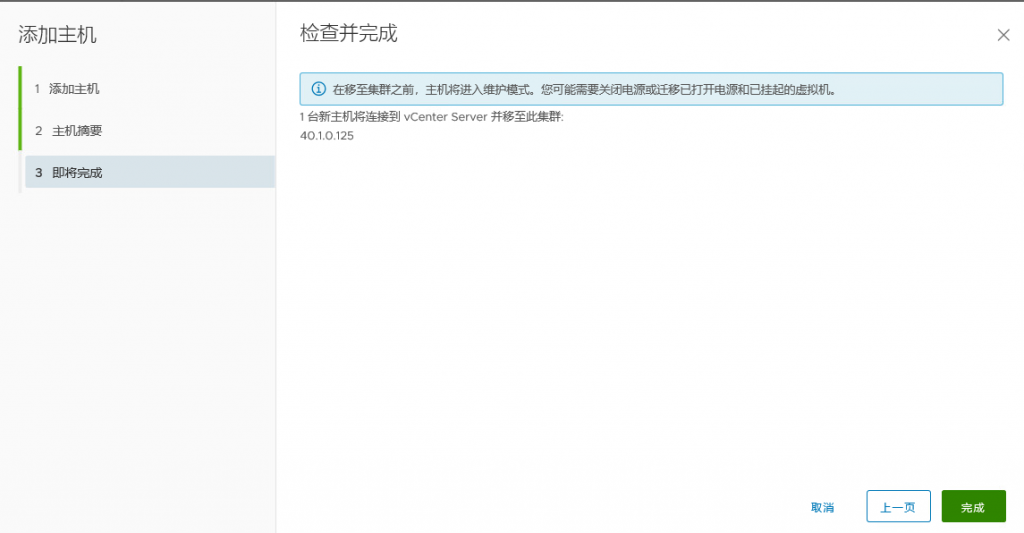 添加主机
1 添加主机
2 主机摘要
3 即将完成
检查并完成
在移至集群之前，主机将进入维护模式。您可能需要关闭电源或迁移已打开电源和已挂起的虚拟机。
1 台新主机将连接到 vCenter Server 并移至此集群:
40.1.0.125
取消
上一页
完成